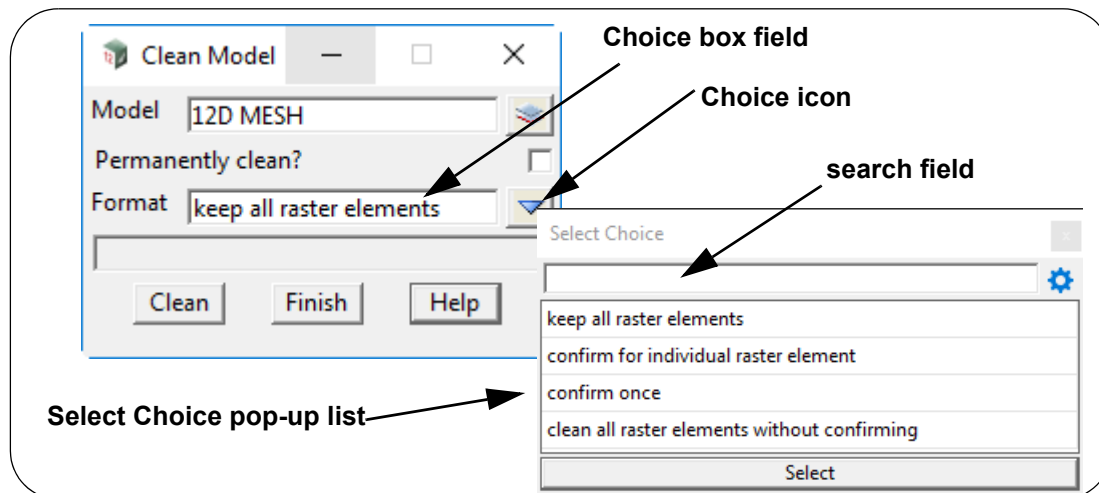 Clean Model
Choice box field
Model 12D MESH
Choice icon
Permanently clean?
search field
Format keep all raster elements
Select Choice
Clean Finish Help
keep all raster elements
confirm for individual raster element
confirm once
Select Choice pop-up list
clean all raster elements without confirming
Select